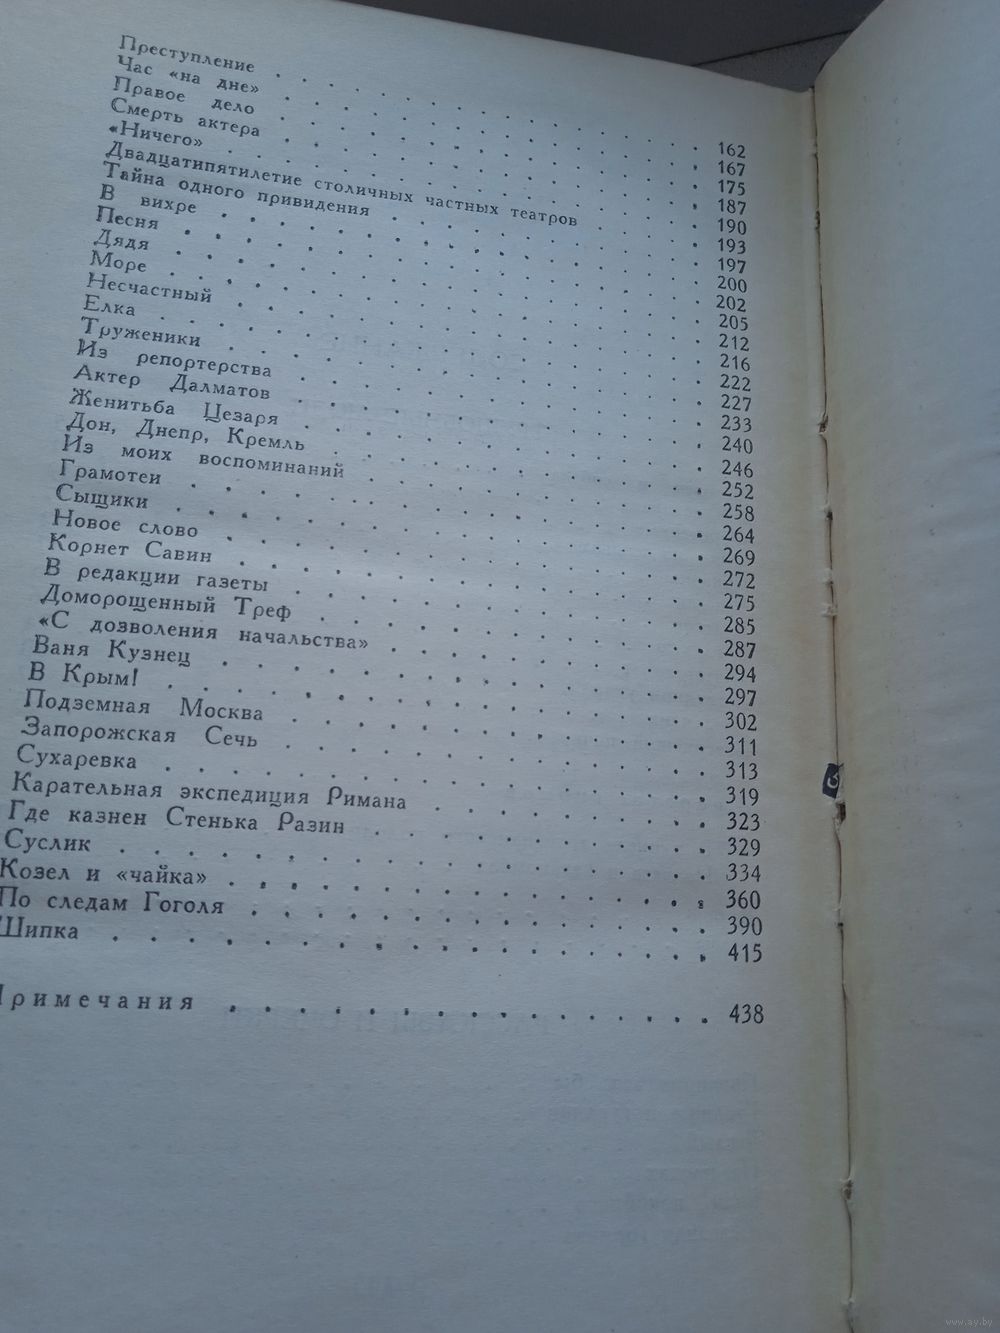 Преступление . . . 162
Час «на дне» . . . 167
Правое дело . . . 175
Смерть актера . . . 187
«Ничего» . . . 190
Двадцатипятилетие столичных частных театров . . . 193
Тайна одного привидения . . . 197
В вихре . . . 200
Песня . . . 202
Дядя . . . 205
Море . . . 212
Несчастный . . . 216
Елка . . . 222
Труженики . . . 227
Из репортерства . . . 233
Актер Далматов . . . 240
Женитьба Цезаря . . . 246
Дон, Днепр, Кремль . . . 252
Из моих воспоминаний . . . 258
Грамотеи . . . 264
Сыщики . . . 269
Новое слово . . . 272
Корнет Савин . . . 275
В редакции газеты . . . 285
Доморощенный Треф . . . 287
«С дозволения начальства» . . . 294
Ваня Кузнец . . . 297
В Крым! . . . 302
Подземная Москва . . . 311
Запорожская Сечь . . . 313
Сухаревка . . . 319
Карательная экспедиция Римана . . . 323
Где казнен Стенька Разин . . . 329
Суслик . . . 334
Козел и «чайка» . . . 360
По следам Гоголя . . . 390
Шипка . . . 415
Примечания . . . 438
www.ay.by